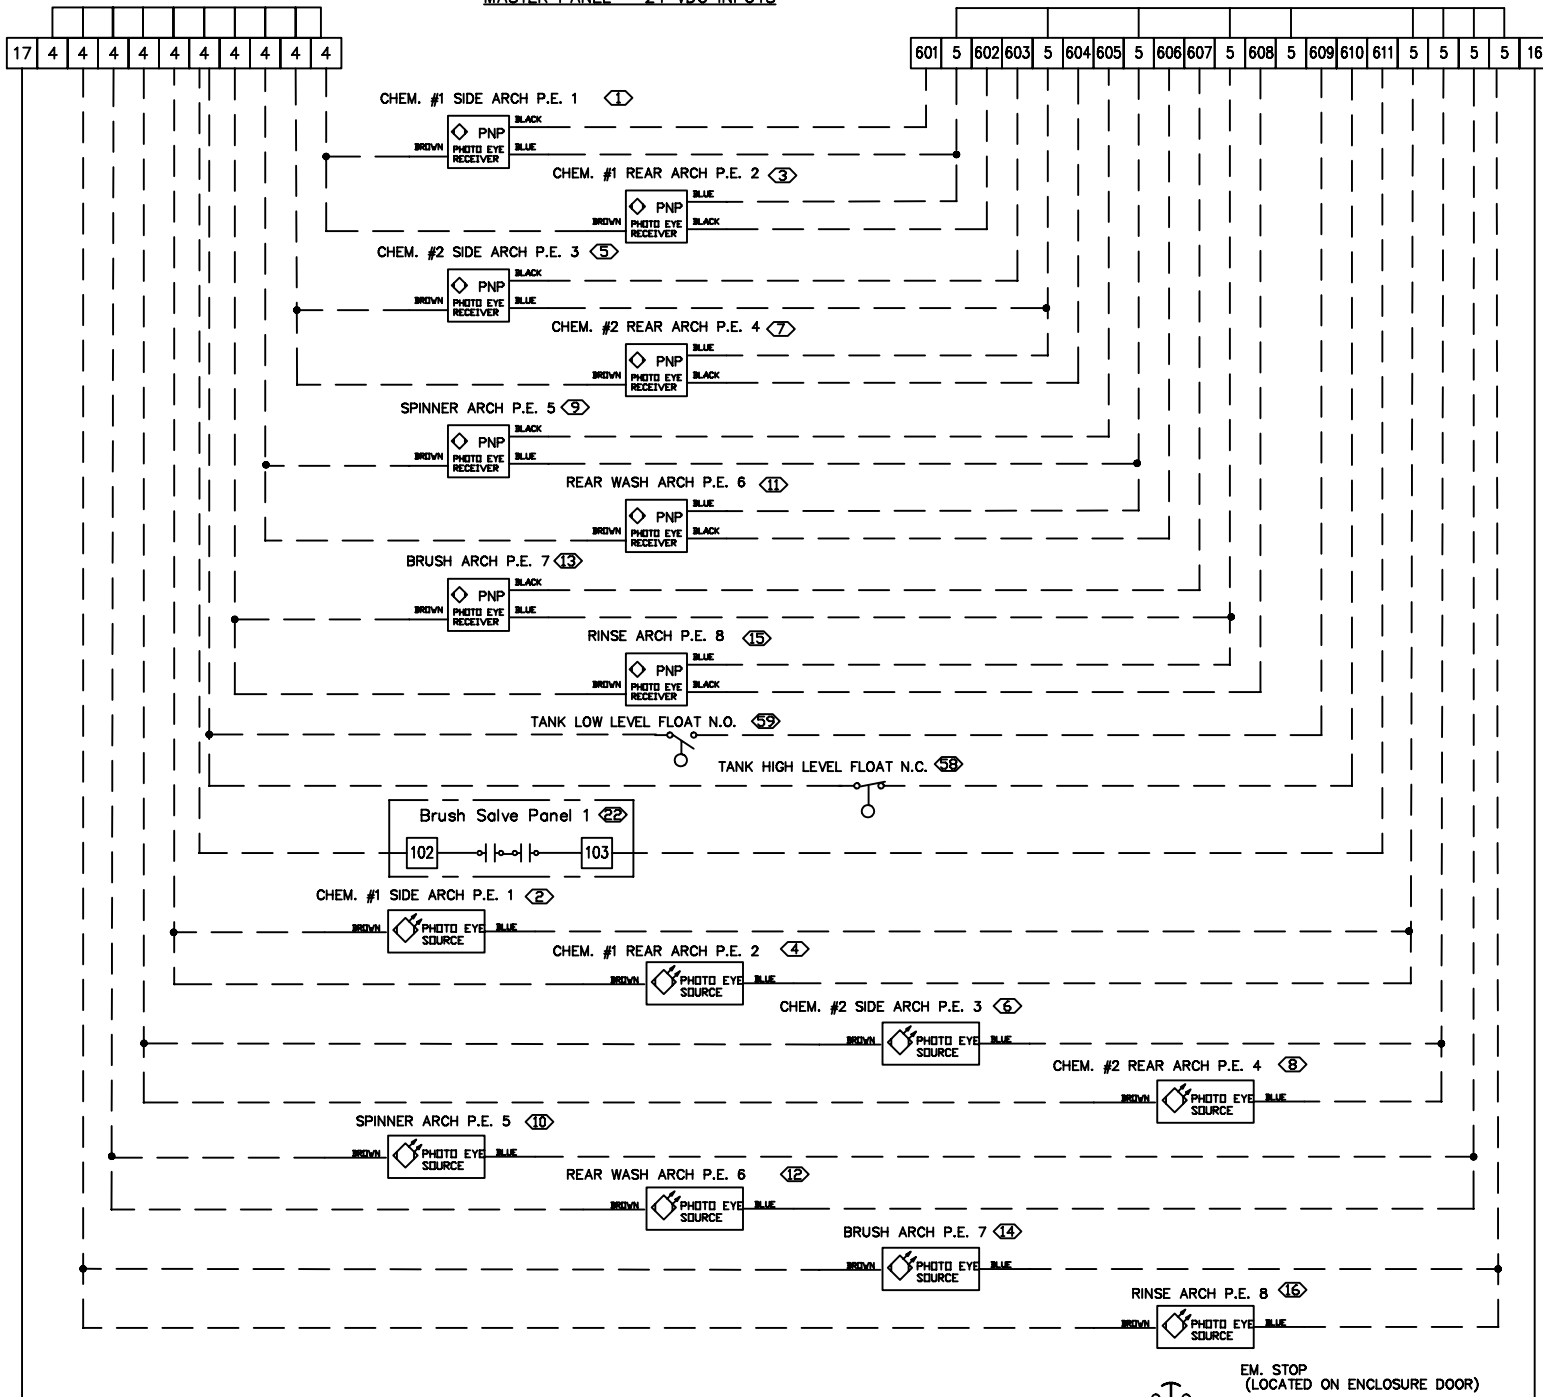 MASTER PANEL - 24 VDC INPUTS
17 4 4 4 4 4 4 4 4 4 4 601 5 602 603 5 604 605 5 606 607 5 608 5 609 610 611 5 5 5 5 16
CHEM. #1 SIDE ARCH P.E. 1 1
BLACK
PNP
BROWN PHOTO EYE BLUE
RECEIVER
CHEM. #1 REAR ARCH P.E. 2 3
BLUE
PNP
BROWN PHOTO EYE BLACK
RECEIVER
CHEM. #2 SIDE ARCH P.E. 3 5
BLACK
PNP
BROWN PHOTO EYE BLUE
RECEIVER
CHEM. #2 REAR ARCH P.E. 4 7
BLUE
PNP
BROWN PHOTO EYE BLACK
RECEIVER
SPINNER ARCH P.E. 5 9
BLACK
PNP
BROWN PHOTO EYE BLUE
RECEIVER
REAR WASH ARCH P.E. 6 11
BLUE
PNP
BROWN PHOTO EYE BLACK
RECEIVER
BRUSH ARCH P.E. 7 13
BLACK
PNP
BROWN PHOTO EYE BLUE
RECEIVER
RINSE ARCH P.E. 8 15
BLUE
PNP
BROWN PHOTO EYE BLACK
RECEIVER
TANK LOW LEVEL FLOAT N.O. 59
TANK HIGH LEVEL FLOAT N.C. 58
Brush Salve Panel 1 22
102 103
CHEM. #1 SIDE ARCH P.E. 1 2
BROWN PHOTO EYE BLUE
SOURCE
CHEM. #1 REAR ARCH P.E. 2 4
BROWN PHOTO EYE BLUE
SOURCE
CHEM. #2 SIDE ARCH P.E. 3 6
BROWN PHOTO EYE BLUE
SOURCE
CHEM. #2 REAR ARCH P.E. 4 8
BROWN PHOTO EYE BLUE
SOURCE
SPINNER ARCH P.E. 5 10
BROWN PHOTO EYE BLUE
SOURCE
REAR WASH ARCH P.E. 6 12
BROWN PHOTO EYE BLUE
SOURCE
BRUSH ARCH P.E. 7 14
BROWN PHOTO EYE BLUE
SOURCE
RINSE ARCH P.E. 8 16
BROWN PHOTO EYE BLUE
SOURCE
EM. STOP
(LOCATED ON ENCLOSURE DOOR)